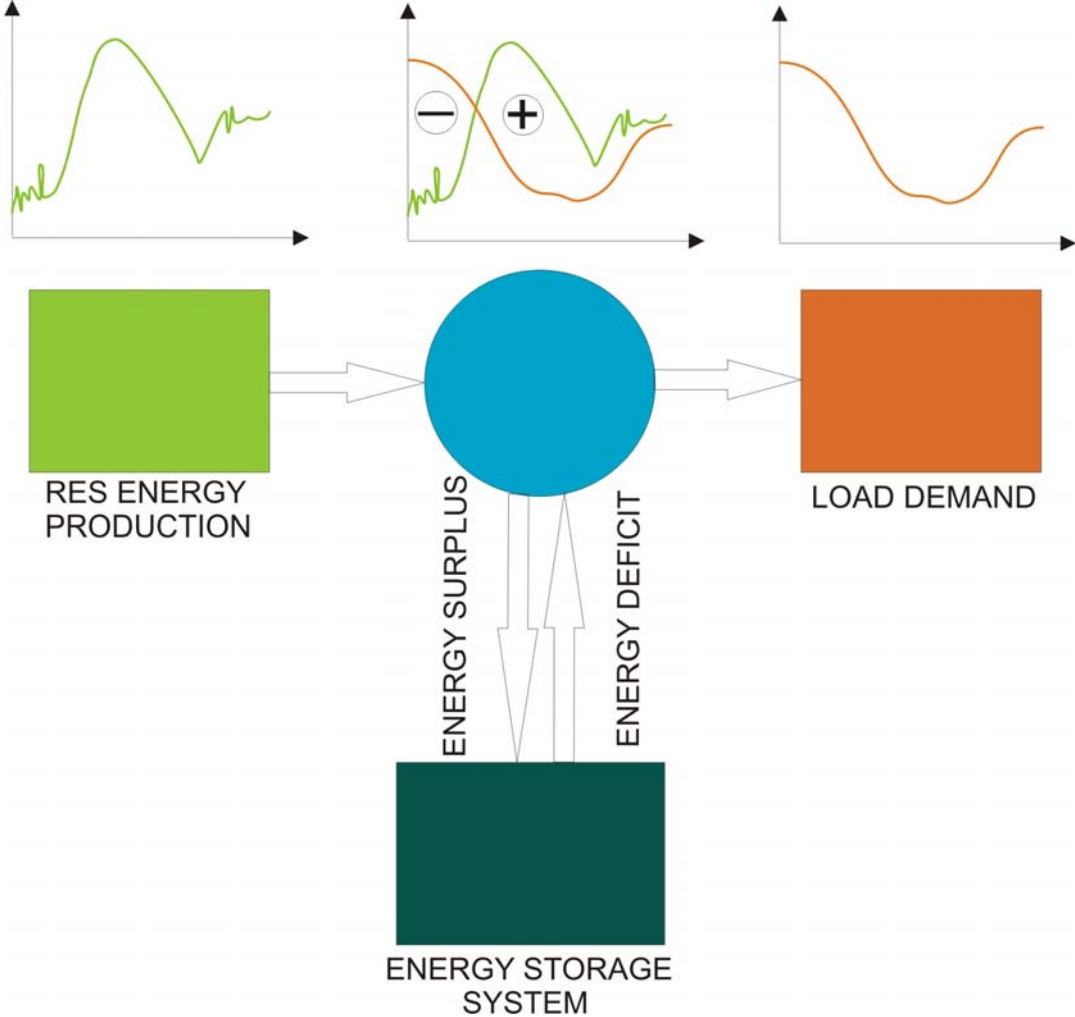 −
+
RES ENERGY
PRODUCTION
LOAD DEMAND
ENERGY SURPLUS
ENERGY DEFICIT
ENERGY STORAGE
SYSTEM